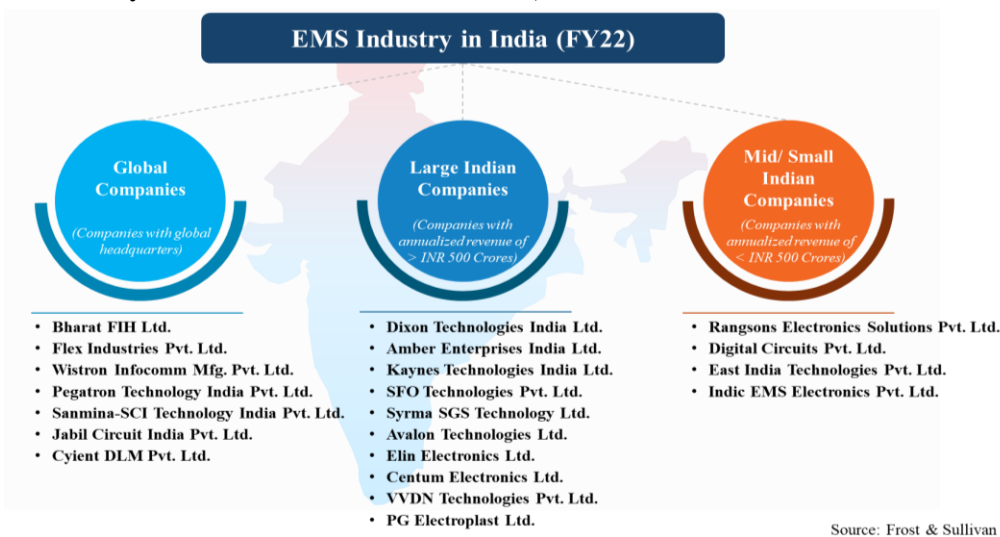 EMS Industry in India (FY22)
Global
Companies
(Companies with global
headquarters)
Large Indian
Companies
(Companies with
annualized revenue of
> INR 500 Crores)
Mid/ Small
Indian
Companies
(Companies with
annualized revenue of
< INR 500 Crores)
• Bharat FIH Ltd.
• Flex Industries Pvt. Ltd.
• Wistron Infocomm Mfg. Pvt. Ltd.
• Pegatron Technology India Pvt. Ltd.
• Sanmina-SCI Technology India Pvt. Ltd.
• Jabil Circuit India Pvt. Ltd.
• Cyient DLM Pvt. Ltd.
• Dixon Technologies India Ltd.
• Amber Enterprises India Ltd.
• Kaynes Technologies India Ltd.
• SFO Technologies Pvt. Ltd.
• Syrma SGS Technology Ltd.
• Avalon Technologies Ltd.
• Elin Electronics Ltd.
• Centum Electronics Ltd.
• VVDN Technologies Pvt. Ltd.
• PG Electroplast Ltd.
• Rangsons Electronics Solutions Pvt. Ltd.
• Digital Circuits Pvt. Ltd.
• East India Technologies Pvt. Ltd.
• Indic EMS Electronics Pvt. Ltd.
Source: Frost & Sullivan